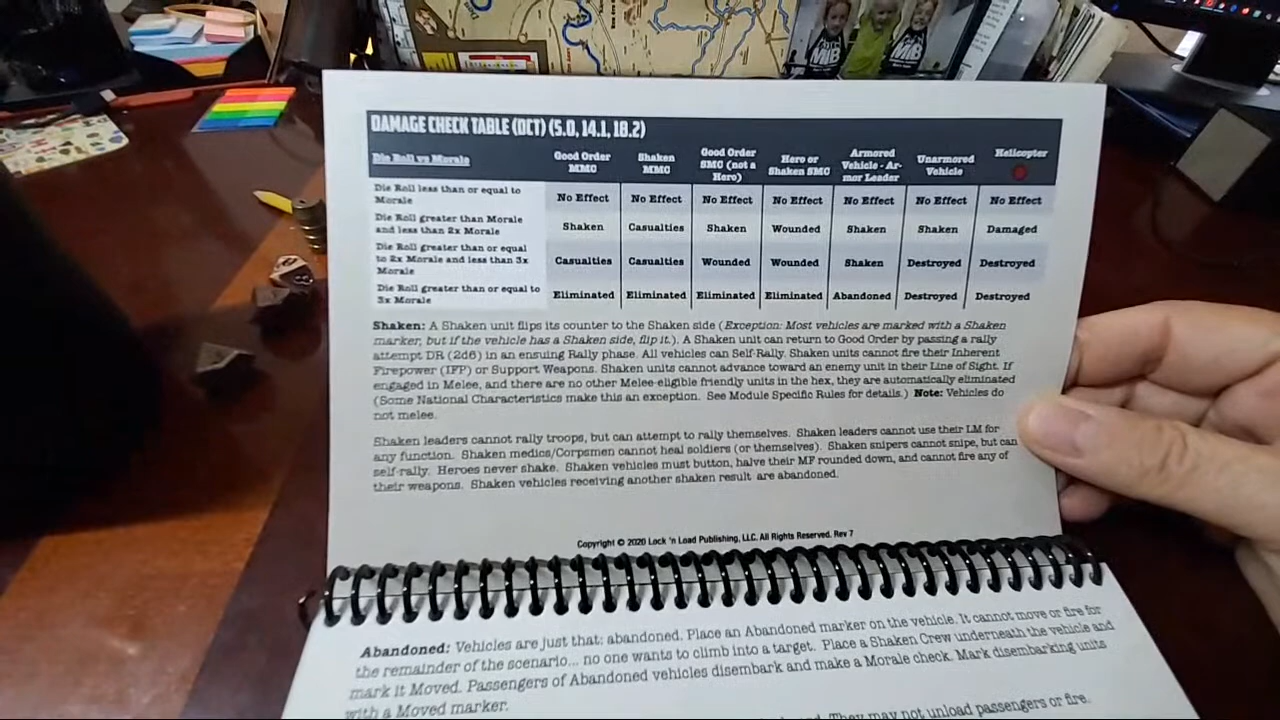 DAMAGE CHECK TABLE (DCT) (5.0, 14.1, 18.2)
Die Roll vs Morale
Good Order MMC
Shaken MMC
Good Order SMC (not a Hero)
Hero or Shaken SMC
Armored Vehicle - Ar-mor Leader
Unarmored Vehicle
Helicopter
Die Roll less than or equal to Morale
No Effect No Effect No Effect No Effect No Effect No Effect No Effect
Die Roll greater than Morale and less than 2x Morale
Shaken Casualties Shaken Wounded Shaken Shaken Damaged
Die Roll greater than or equal to 2x Morale and less than 3x Morale
Casualties Casualties Wounded Wounded Shaken Destroyed Destroyed
Die Roll greater than or equal to 3x Morale
Eliminated Eliminated Eliminated Eliminated Abandoned Destroyed Destroyed
Shaken: A Shaken unit flips its counter to the Shaken side (Exception: Most vehicles are marked with a Shaken
marker, but if the vehicle has a Shaken side, flip it.). A Shaken unit can return to Good Order by passing a rally
attempt DR (2d6) in an ensuing Rally phase. All vehicles can Self-Rally. Shaken units cannot fire their Inherent
Firepower (IFP) or Support Weapons. Shaken units cannot advance toward an enemy unit in their Line of Sight. If
engaged in Melee, and there are no other Melee-eligible friendly units in the hex, they are automatically eliminated
(Some National Characteristics make this an exception. See Module Specific Rules for details.) Note: Vehicles do
not melee.
Shaken leaders cannot rally troops, but can attempt to rally themselves. Shaken leaders cannot use their LM for
any function. Shaken medics/Corpsmen cannot heal soldiers (or themselves). Shaken snipers cannot snipe, but can
self-rally. Heroes never shake. Shaken vehicles must button, halve their MF rounded down, and cannot fire any of
their weapons. Shaken vehicles receiving another shaken result are abandoned.
Copyright © 2020 Lock 'n Load Publishing, LLC. All Rights Reserved. Rev 7
Abandoned: Vehicles are just that: abandoned. Place an Abandoned marker on the vehicle. It cannot move or fire for
the remainder of the scenario... no one wants to climb into a target. Place a Shaken Crew underneath the vehicle and
mark it Moved. Passengers of Abandoned vehicles disembark and make a Morale check. Mark disembarking units
with a Moved marker.
They may not unload passengers or fire.